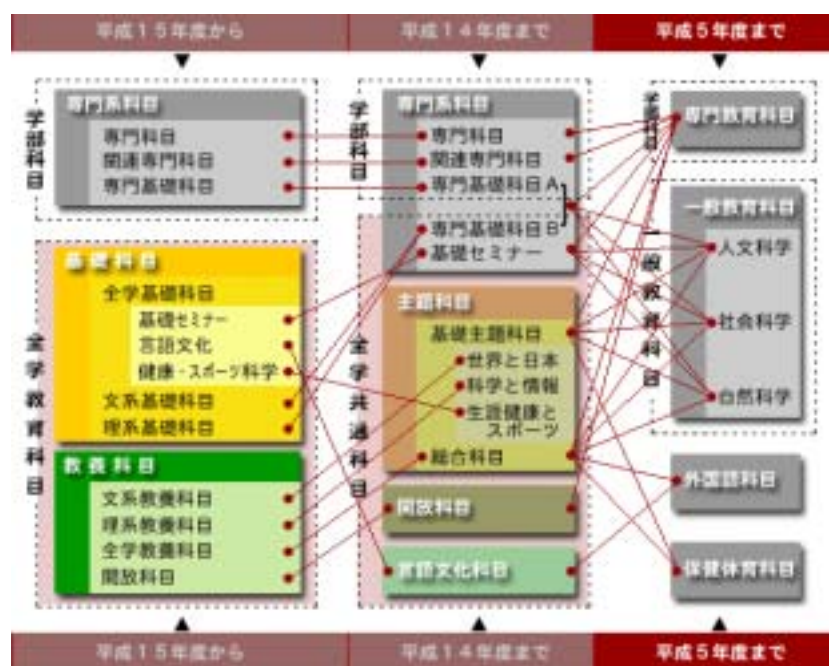 平成15年度から
平成14年度まで
平成5年度まで
学部科目
専門系科目
専門科目
関連専門科目
専門基礎科目
全学教育科目
基礎科目
全学基礎科目
基礎セミナー
言語文化
健康・スポーツ科学
文系基礎科目
理系基礎科目
教養科目
文系教養科目
理系教養科目
全学教養科目
開放科目
学部科目
専門系科目
専門科目
関連専門科目
専門基礎科目A
専門基礎科目B
基礎セミナー
全学共通科目
主題科目
基礎主題科目
世界と日本
科学と情報
生涯健康と
スポーツ
総合科目
開放科目
言語文化科目
学部科目
専門教育科目
一般教育科目
一般教育科目
人文科学
社会科学
自然科学
外国語科目
保健体育科目
平成15年度から
平成14年度まで
平成5年度まで